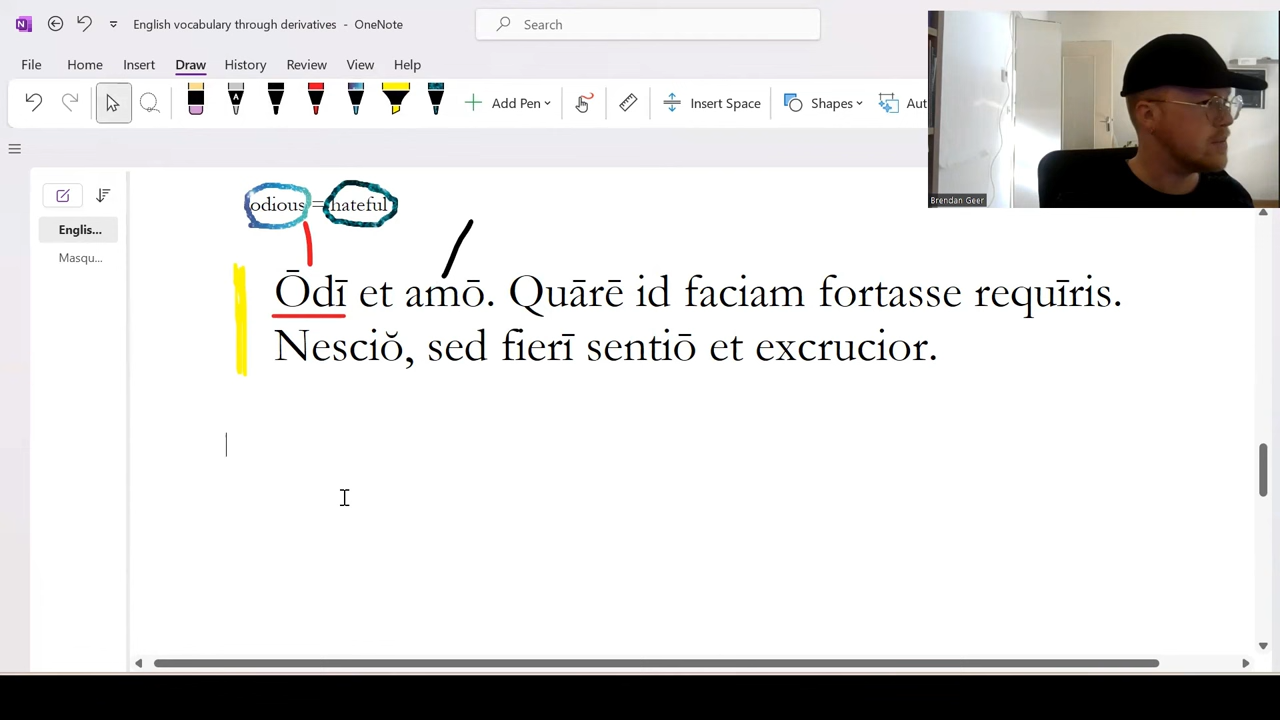 English vocabulary through derivatives - OneNote
Search
File Home Insert Draw History Review View Help
Add Pen Insert Space Shapes Aut
Brendan Geer
Englis...
Masqu...
odious = hateful
Ōdī et amō. Quārē id faciam fortasse requīris.
Nesciŏ, sed fierī sentiō et excrucior.